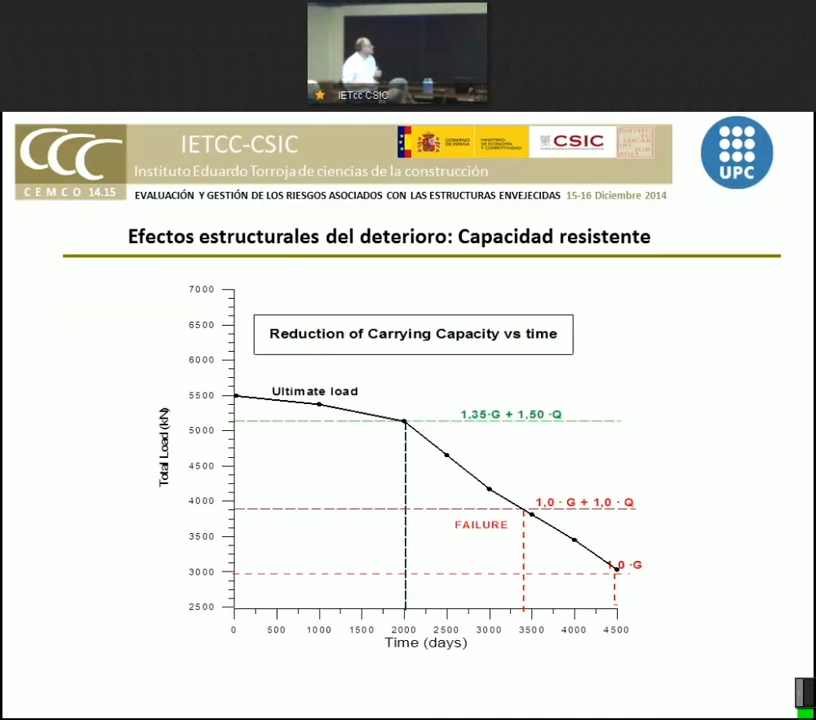 IETcc CSIC
CCC
CEMCO 14.15
IETCC-CSIC
Instituto Eduardo Torroja de ciencias de la construcción
GOBIERNO DE ESPAÑA
MINISTERIO DE ECONOMÍA Y COMPETITIVIDAD
CSIC
UPC
EVALUACIÓN Y GESTIÓN DE LOS RIESGOS ASOCIADOS CON LAS ESTRUCTURAS ENVEJECIDAS 15-16 Diciembre 2014
Efectos estructurales del deterioro: Capacidad resistente
7000
6500
6000
5500
5000
4500
4000
3500
3000
2500
Total Load (kN)
Reduction of Carrying Capacity vs time
Ultimate load
1,35·G + 1,50 ·Q
1,0 · G + 1,0 · Q
FAILURE
1,0 ·G
0 500 1000 1500 2000 2500 3000 3500 4000 4500
Time (days)